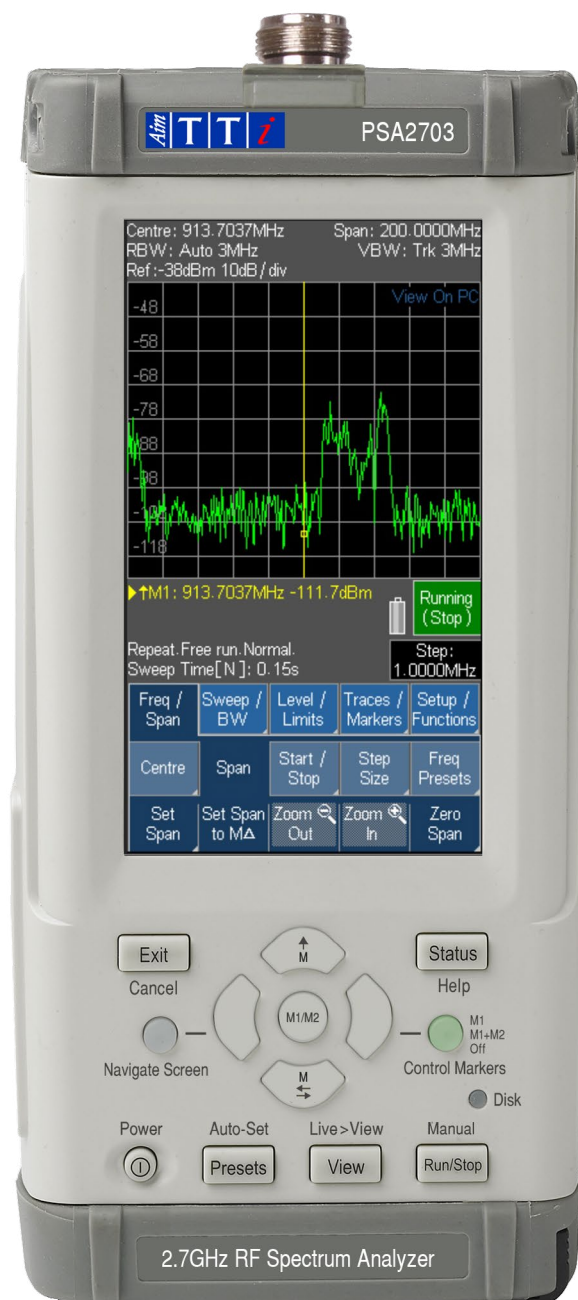 Aim TTi PSA2703
Centre: 913.7037MHz Span: 200.0000MHz
RBW: Auto 3MHz VBW: Trk 3MHz
Ref:-38dBm 10dB/div
View On PC
-48
-58
-68
-78
-88
-98
-118
↑M1: 913.7037MHz -111.7dBm
Running
(Stop)
Repeat.Free run.Normal.
Sweep Time[N]: 0.15s
Step:
1.0000MHz
Freq / Span
Sweep / BW
Level / Limits
Traces / Markers
Setup / Functions
Centre
Span
Start / Stop
Step Size
Freq Presets
Set Span
Set Span to MΔ
Zoom Out
Zoom In
Zero Span
Exit
Cancel
M
Status
Help
M1/M2
M1
M1+M2
Off
Navigate Screen
M
Control Markers
Disk
Power
Auto-Set
Live>View
Manual
Presets
View
Run/Stop
2.7GHz RF Spectrum Analyzer